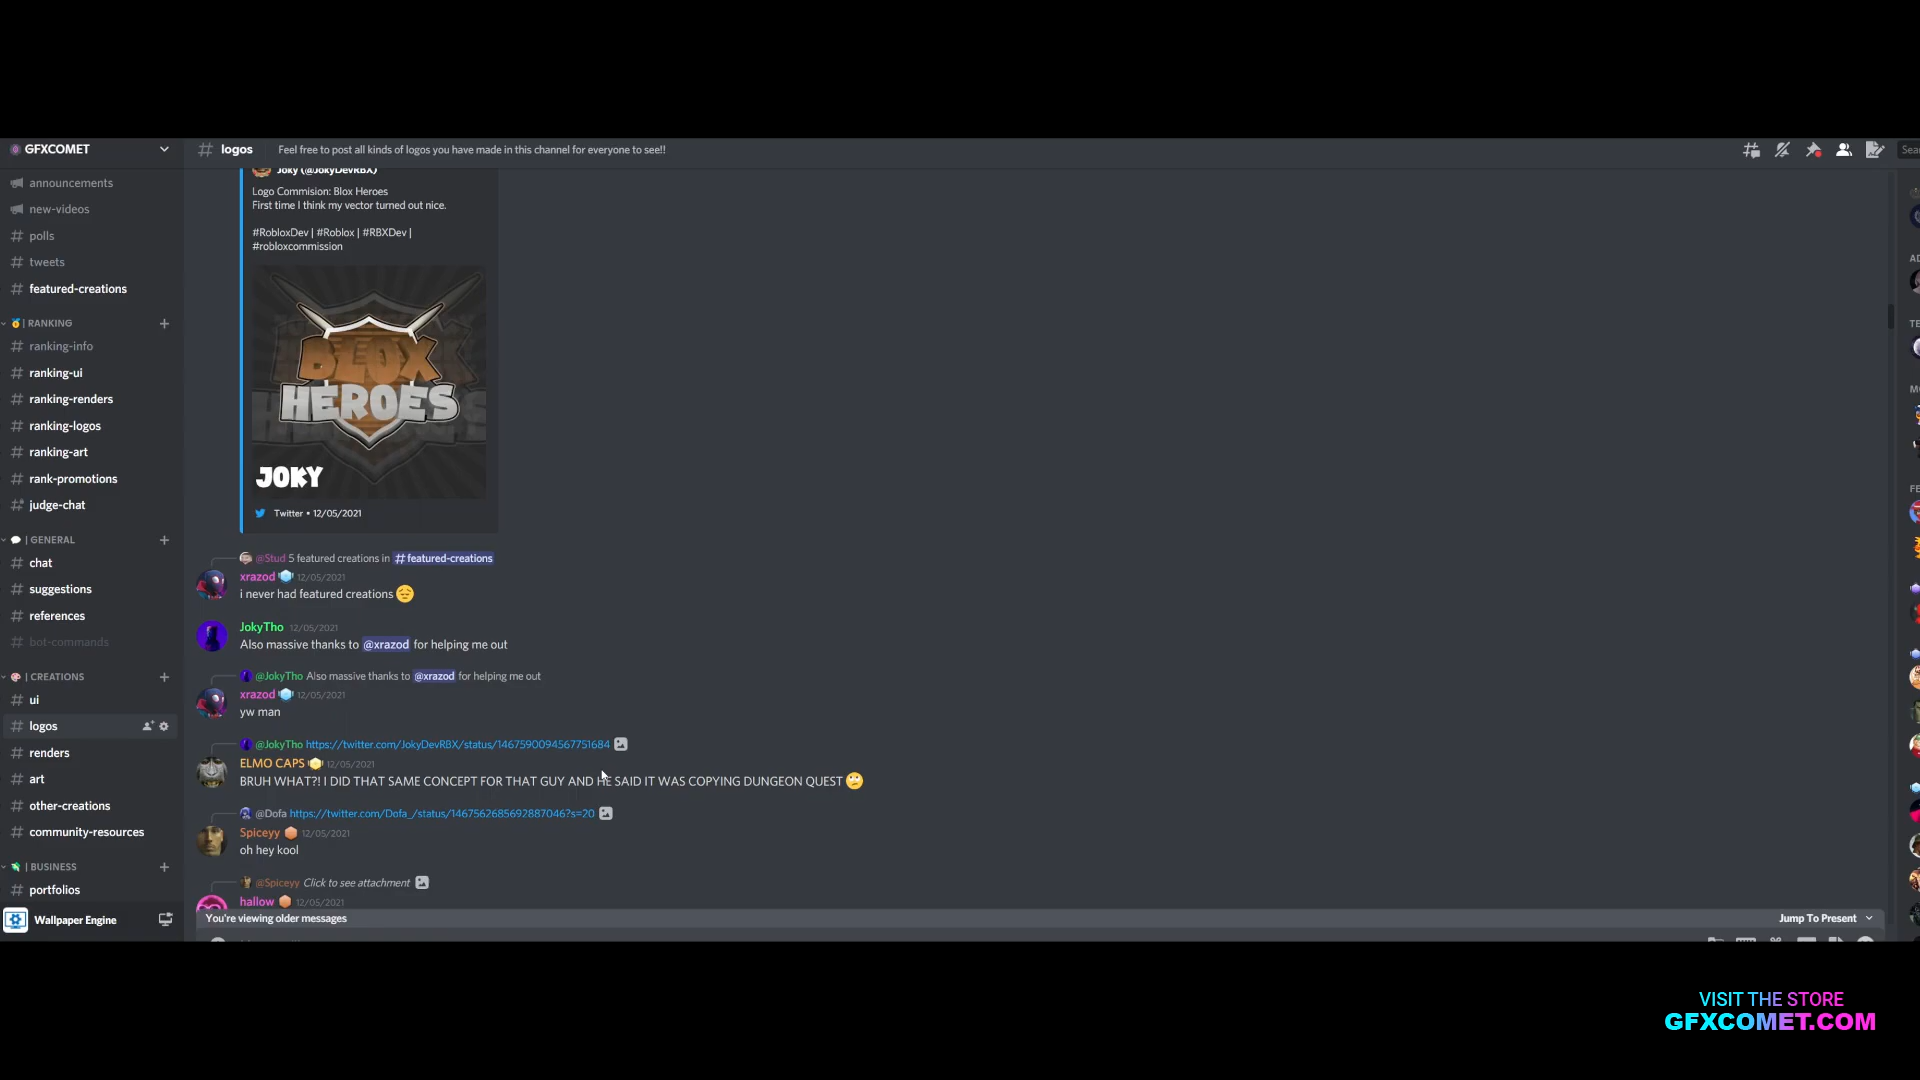 GFXCOMET
announcements
new-videos
polls
tweets
featured-creations
RANKING
ranking-info
ranking-ui
ranking-renders
ranking-logos
ranking-art
rank-promotions
judge-chat
GENERAL
chat
suggestions
references
bot-commands
CREATIONS
ui
logos
renders
art
other-creations
community-resources
BUSINESS
portfolios
Wallpaper Engine
logos Feel free to post all kinds of logos you have made in this channel for everyone to see!!
Joky (@JokyDevRBX)
Logo Commision: Blox Heroes
First time I think my vector turned out nice.
#RobloxDev | #Roblox | #RBXDev |
#robloxcommission
BLOX
HEROES
JOKY
Twitter • 12/05/2021
@Stud 5 featured creations in # featured-creations
xrazod 12/05/2021
i never had featured creations
JokyTho 12/05/2021
Also massive thanks to @xrazod for helping me out
@JokyTho Also massive thanks to @xrazod for helping me out
xrazod 12/05/2021
yw man
@JokyTho https://twitter.com/JokyDevRBX/status/1467590094567751684
ELMO CAPS 12/05/2021
BRUH WHAT?! I DID THAT SAME CONCEPT FOR THAT GUY AND HE SAID IT WAS COPYING DUNGEON QUEST
@Dofa https://twitter.com/Dofa_/status/1467562685692887046?s=20
Spiceyy 12/05/2021
oh hey kool
@Spiceyy Click to see attachment
hallow 12/05/2021
You're viewing older messages
Jump To Present
VISIT THE STORE
GFXCOMET.COM